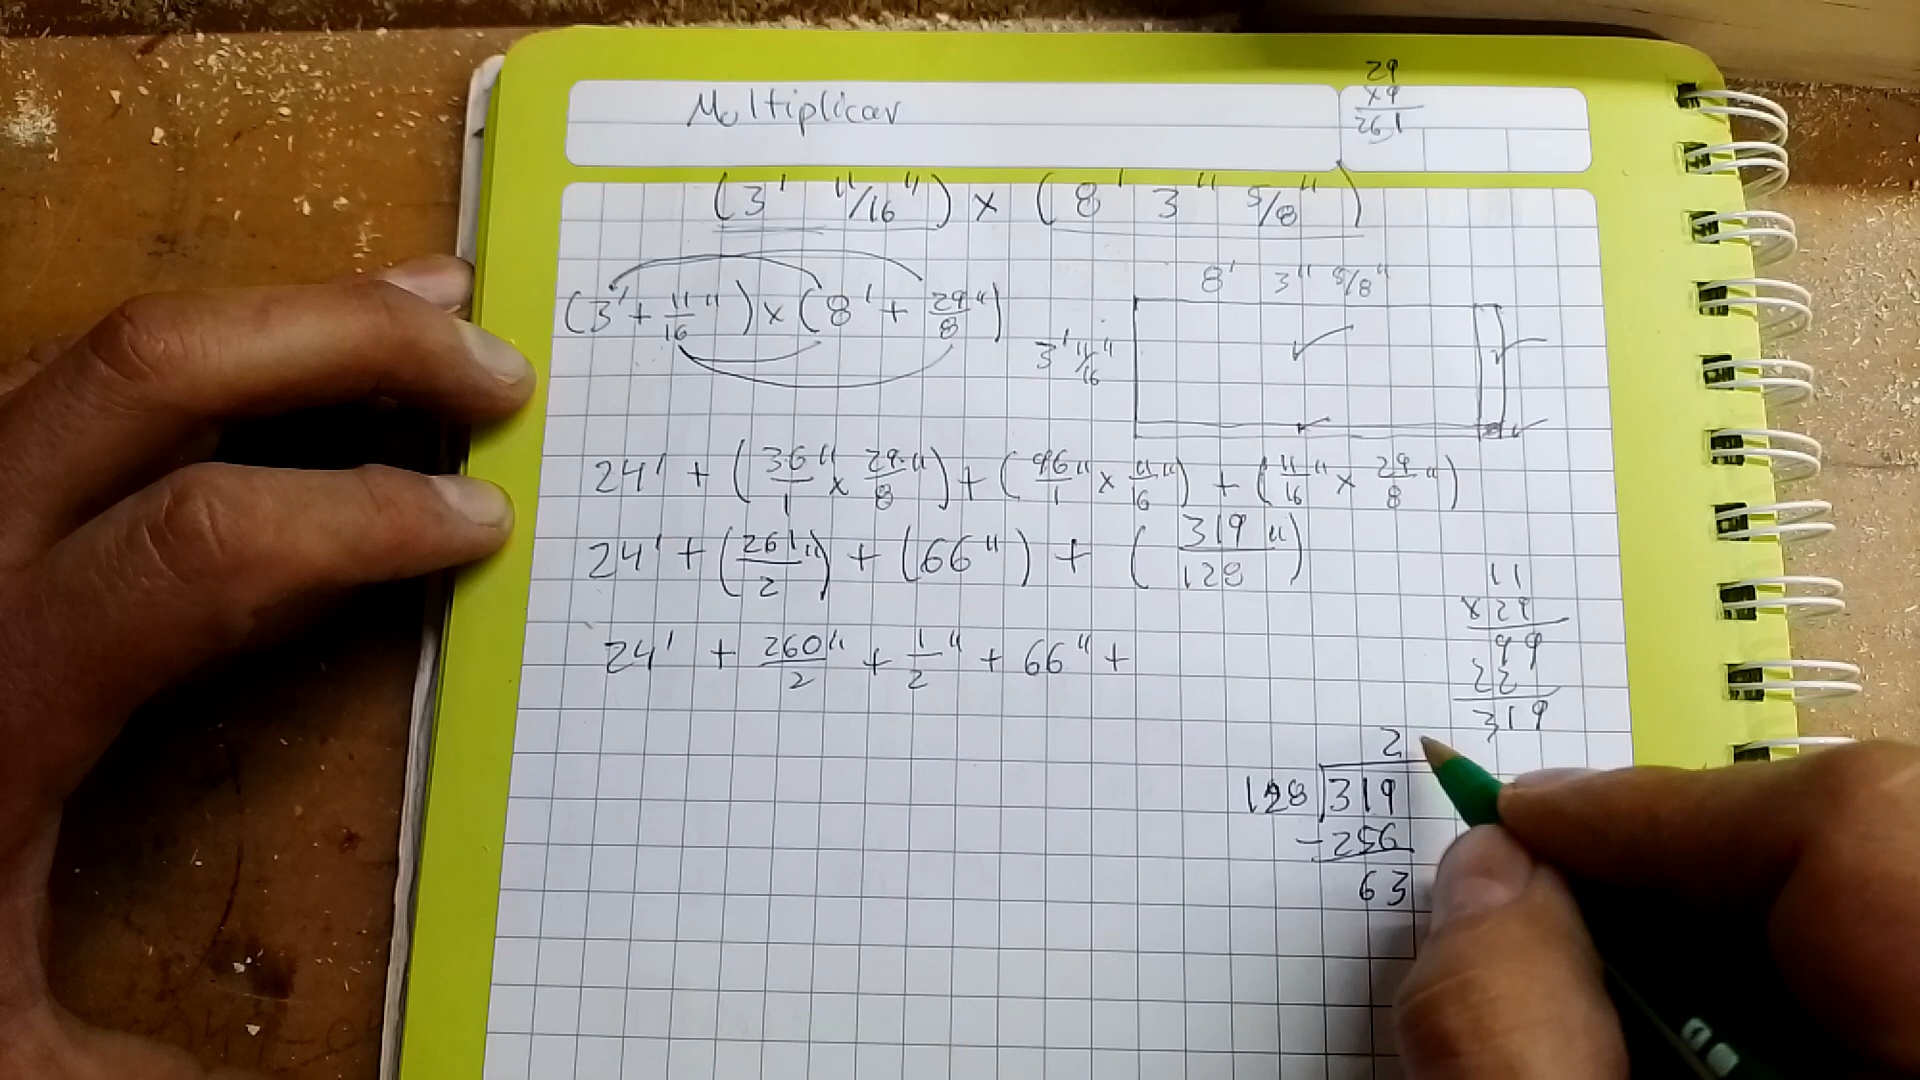 Multiplicar
29
x9
261
(3' 11/16") x (8' 3" 5/8")
(3' + 11/16") x (8' + 29/8")
8' 3" 5/8"
3' 11/16"
24' + (36"/1 x 29/8") + (96/1" x 11/16") + (11/16" x 29/8")
24' + (261/2") + (66") + (319/128")
24' + 260/2" + 1/2" + 66" +
11
x29
99
22
319
2
128 319
-256
63